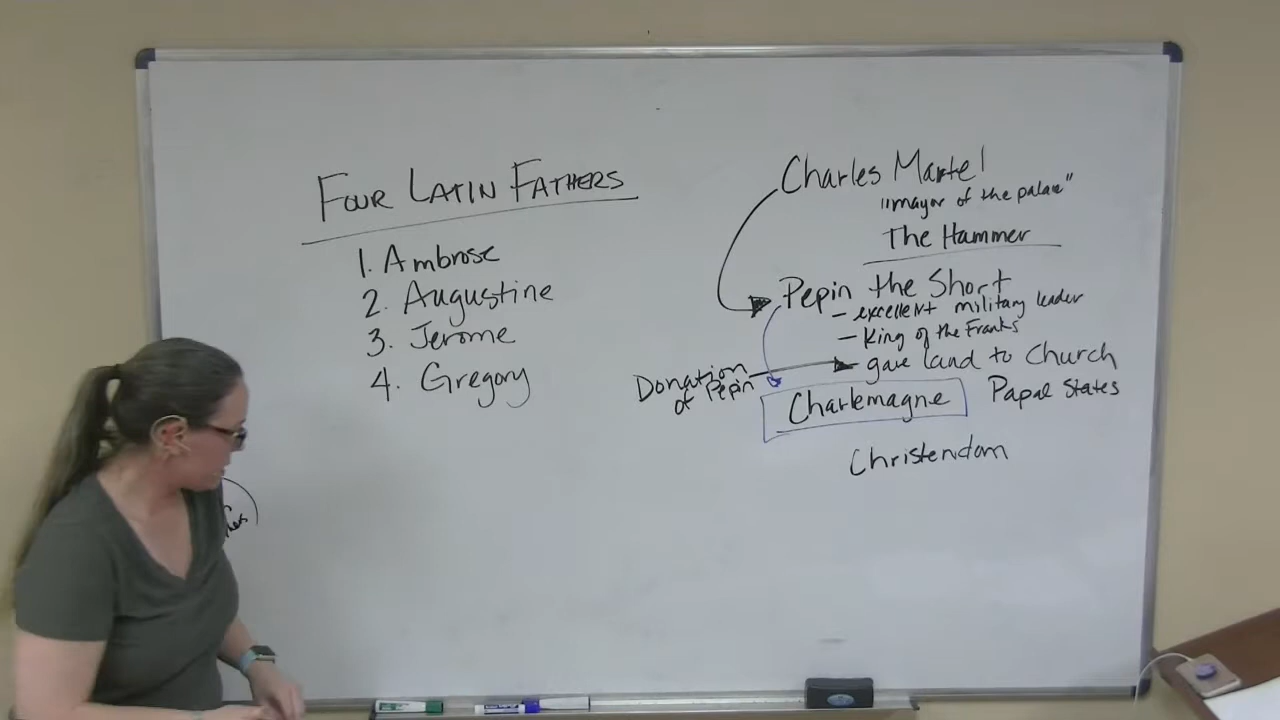 FOUR LATIN FATHERS
1. Ambrose
2. Augustine
3. Jerome
4. Gregory
Charles Martel
"mayor of the palace"
The Hammer
Pepin the Short
- excellent military leader
- King of the Franks
gave land to Church
Papal States
Donation
of Pepin
Charlemagne
Christendom